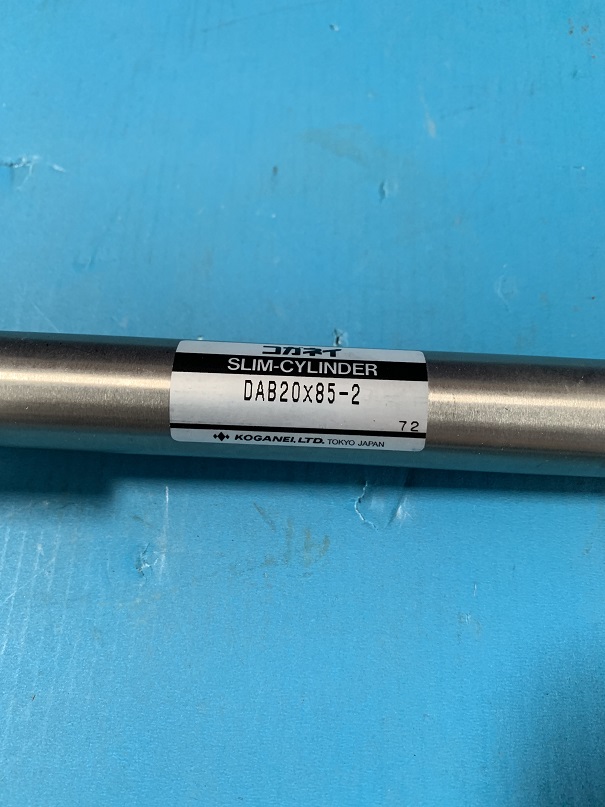 コガネイ
SLIM-CYLINDER
DAB20x85-2
72
KOGANEI, LTD. TOKYO JAPAN